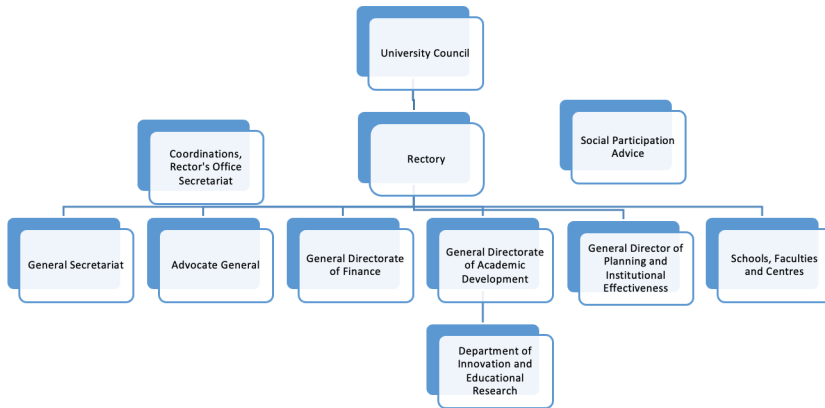 University Council
Coordinations,
Rector's Office
Secretariat
Rectory
Social Participation
Advice
General Secretariat
Advocate General
General Directorate
of Finance
General Directorate
of Academic
Development
General Director of
Planning and
Institutional
Effectiveness
Schools, Faculties
and Centres
Department of
Innovation and
Educational
Research